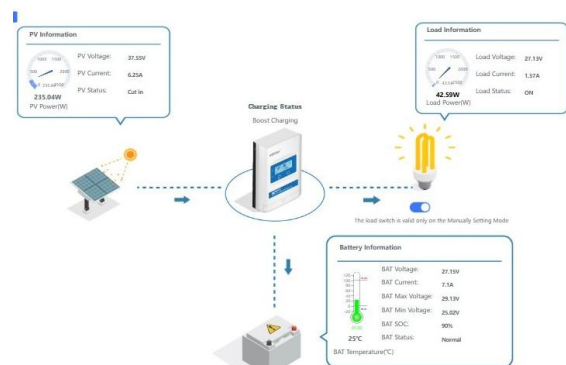 PV Information
PV Voltage: 37.55V
PV Current: 6.25A
PV Status: Cut in
235.04W
PV Power(W)
Load Information
Load Voltage: 27.13V
Load Current: 1.57A
Load Status: ON
42.59W
Load Power(W)
Charging Status
Boost Charging
The load switch is valid only on the Manually Setting Mode
Battery Information
BAT Voltage: 27.15V
BAT Current: 7.1A
BAT Max Voltage: 29.13V
BAT Min Voltage: 25.02V
BAT SOC: 90%
BAT Status: Normal
25℃
BAT Temperature(℃)